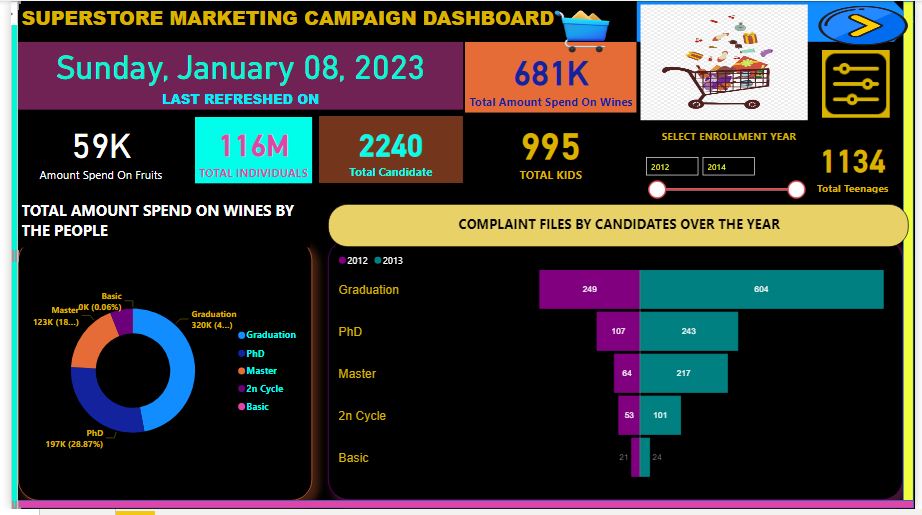 SUPERSTORE MARKETING CAMPAIGN DASHBOARD
Sunday, January 08, 2023
LAST REFRESHED ON
681K
Total Amount Spend On Wines
59K
Amount Spend On Fruits
116M
TOTAL INDIVIDUALS
2240
Total Candidate
995
TOTAL KIDS
SELECT ENROLLMENT YEAR
2012
2014
1134
Total Teenages
TOTAL AMOUNT SPEND ON WINES BY
THE PEOPLE
Basic
0K (0.06%)
Master
123K (18...)
Graduation
320K (4...)
PhD
197K (28.87%)
Graduation
PhD
Master
2n Cycle
Basic
COMPLAINT FILES BY CANDIDATES OVER THE YEAR
2012 2013
Graduation 249 604
PhD 107 243
Master 64 217
2n Cycle 53 101
Basic 21 24